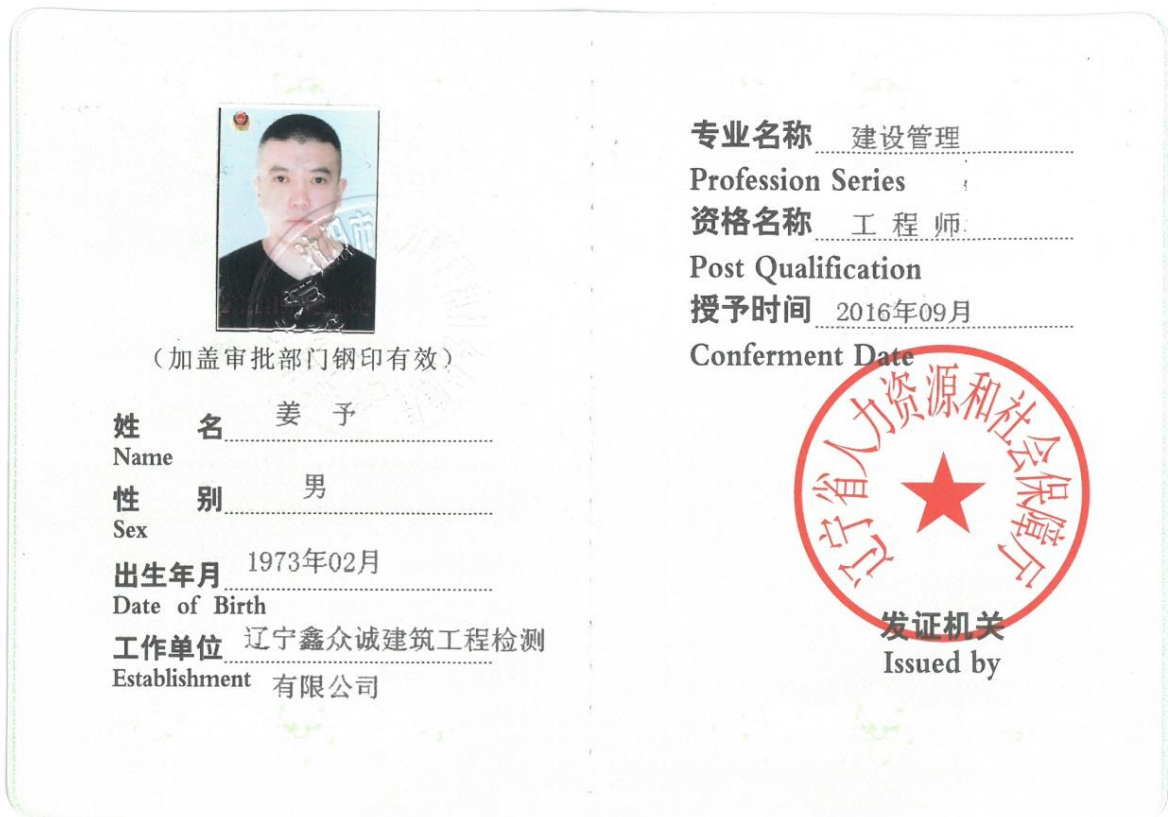 （加盖审批部门钢印有效）
姓 名 姜 予
Name
性 别 男
Sex
出生年月 1973年02月
Date of Birth
工作单位 辽宁鑫众诚建筑工程检测
Establishment 有限公司
专业名称 建设管理
Profession Series
资格名称 工 程 师
Post Qualification
授予时间 2016年09月
Conferment Date
辽宁省人力资源和社会保障厅
发证机关
Issued by